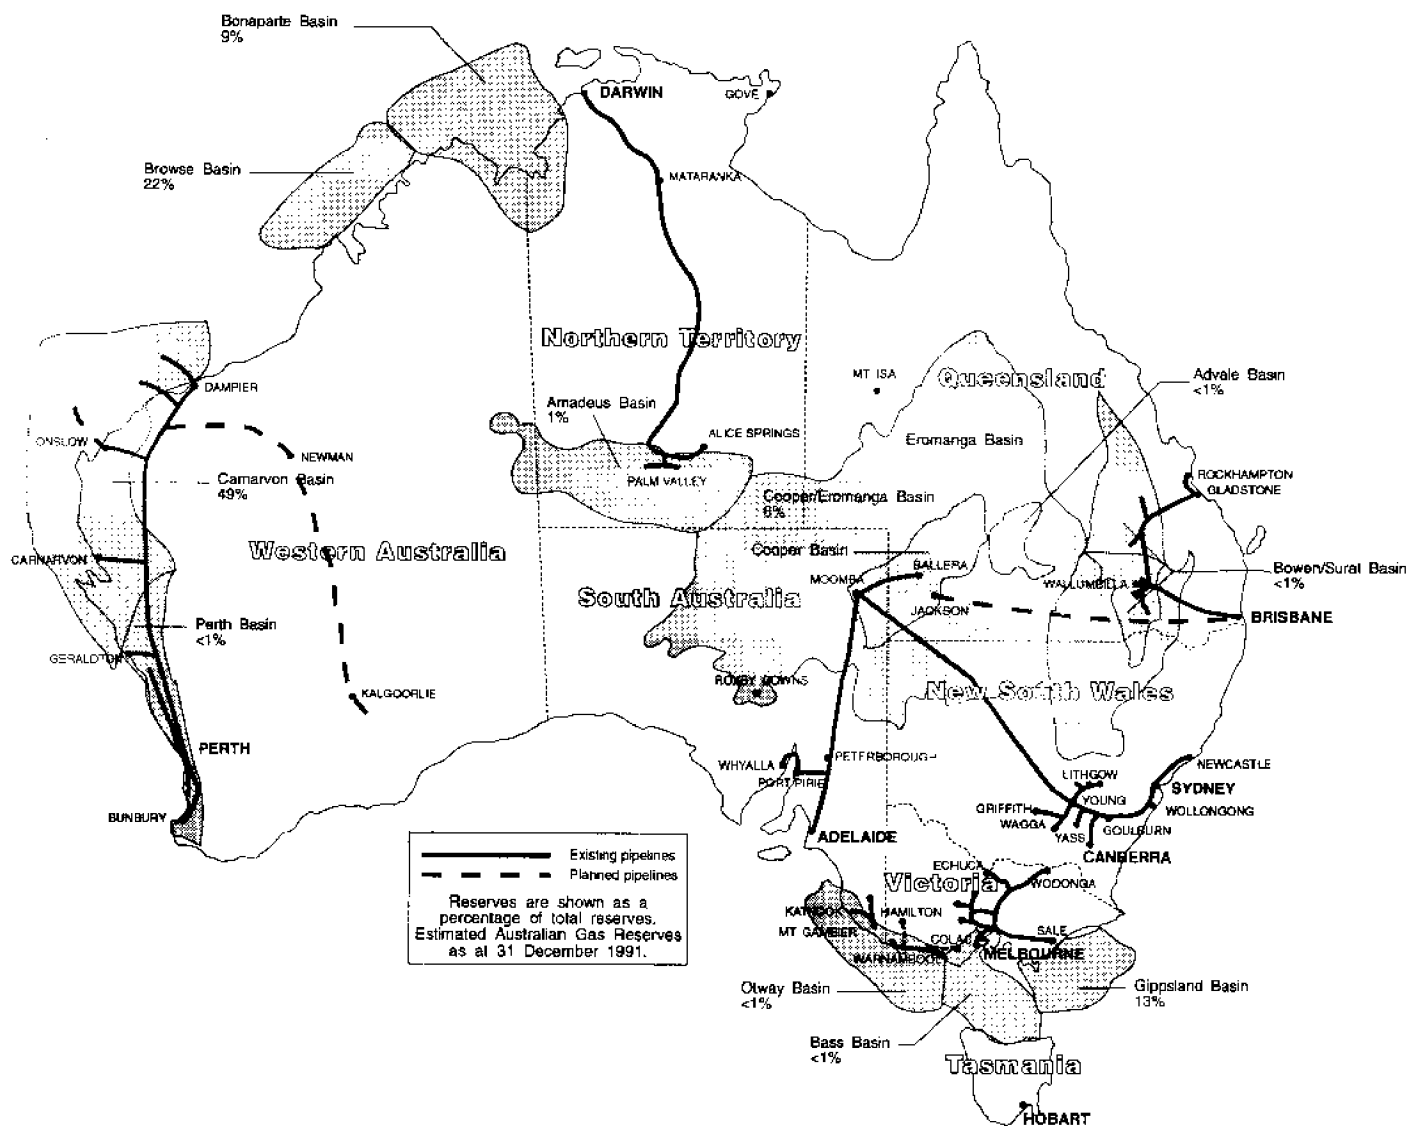 Bonaparte Basin
9%
DARWIN
GOVE
Browse Basin
22%
MATARANKA
Northern Territory
MT ISA
Queensland
Advale Basin
<1%
DAMPIER
Amadeus Basin
1%
ALICE SPRINGS
Eromanga Basin
ONSLOW
NEWMAN
Carnarvon Basin
49%
PALM VALLEY
Cooper/Eromanga Basin
6%
ROCKHAMPTON
GLADSTONE
Western Australia
Cooper Basin
CARNARVON
MOOMBA
BALLERA
WALLUMBILLA
Bowen/Surat Basin
<1%
South Australia
JACKSON
BRISBANE
Perth Basin
<1%
GERALDTON
KALGOORLIE
ROXBY DOWNS
New South Wales
PERTH
WHYALLA
PETERBOROUGH
PORT PIRIE
NEWCASTLE
LITHGOW
SYDNEY
BUNBURY
YOUNG
GRIFFITH
WOLLONGONG
WAGGA
GOULBURN
YASS
ADELAIDE
CANBERRA
Existing pipelines
Planned pipelines
Reserves are shown as a
percentage of total reserves.
Estimated Australian Gas Reserves
as at 31 December 1991.
ECHUCA
Victoria
WODONGA
KATNOOK
HAMILTON
MT GAMBIER
SALE
COLAC
WARNAMBOOL
MELBOURNE
Otway Basin
<1%
Gippsland Basin
13%
Bass Basin
<1%
Tasmania
HOBART